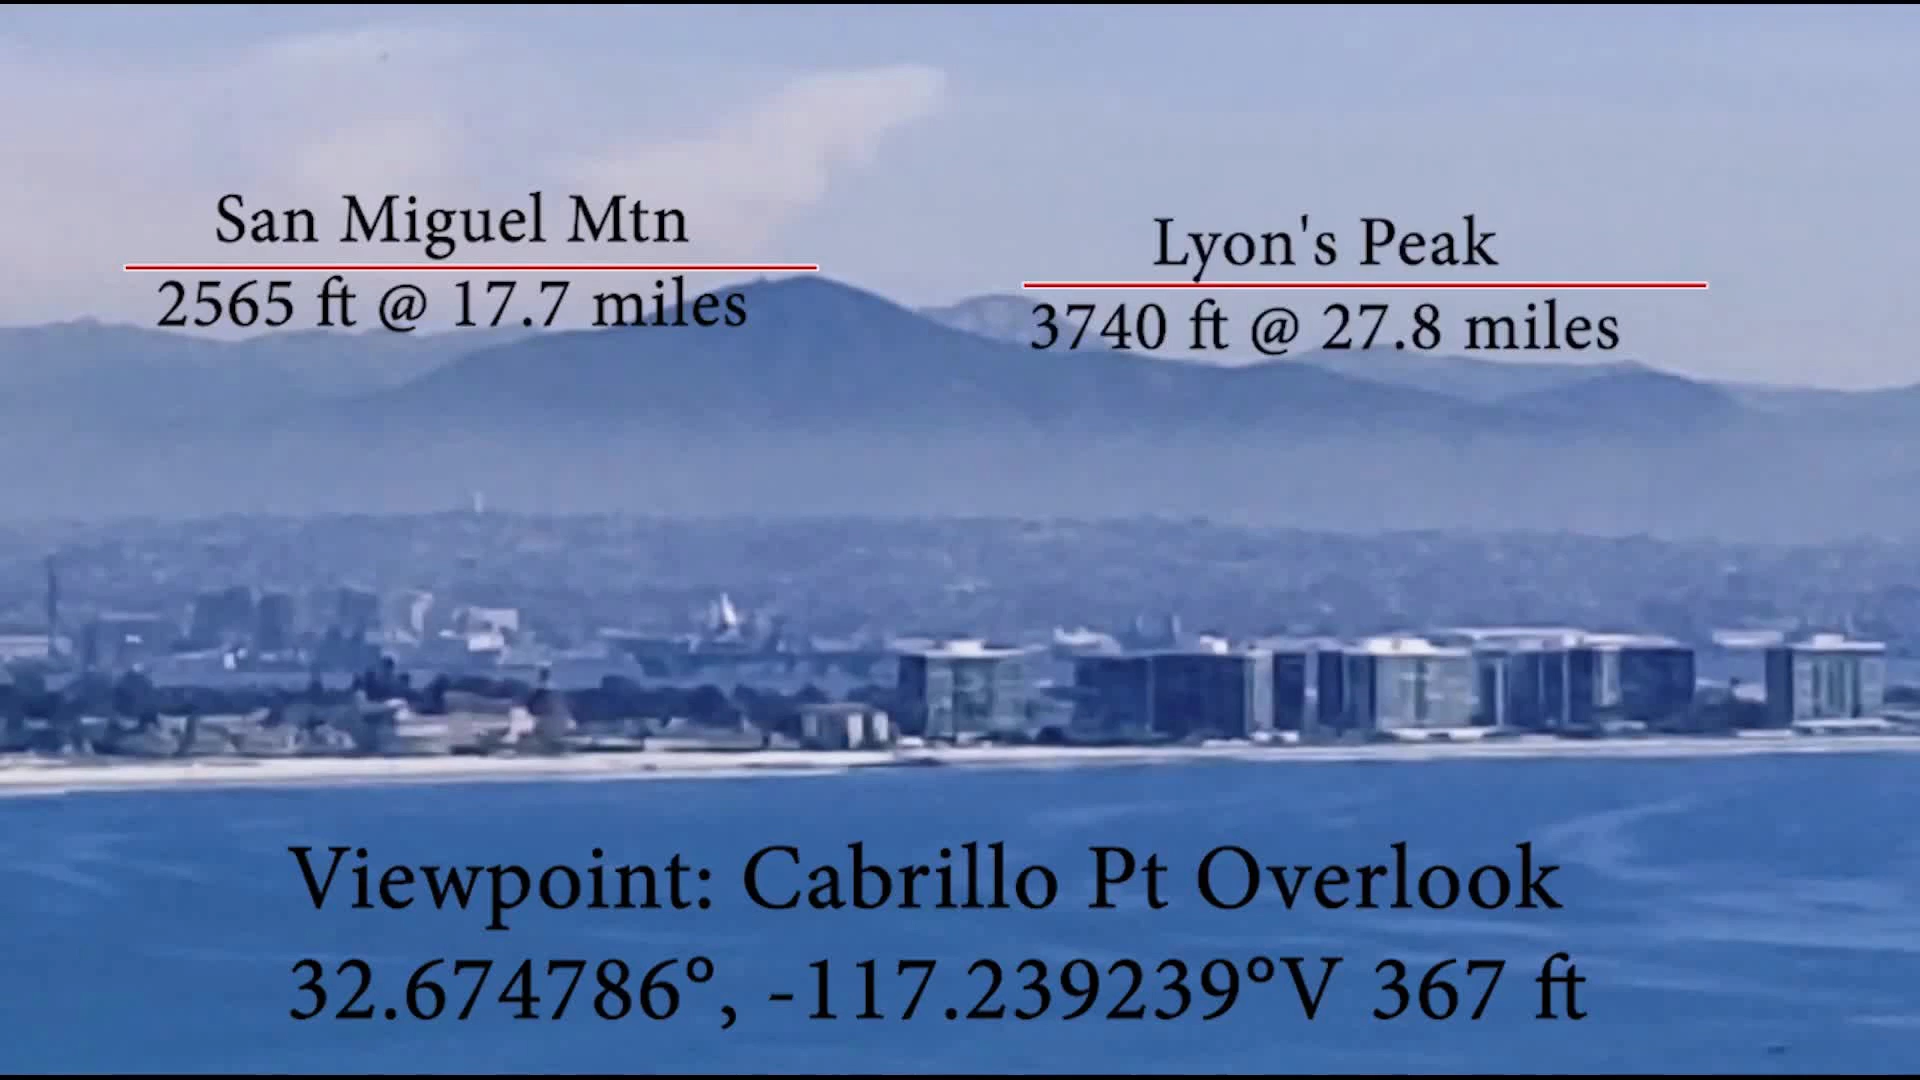 San Miguel Mtn
2565 ft @ 17.7 miles
Lyon's Peak
3740 ft @ 27.8 miles
Viewpoint: Cabrillo Pt Overlook
32.674786°, -117.239239°V 367 ft